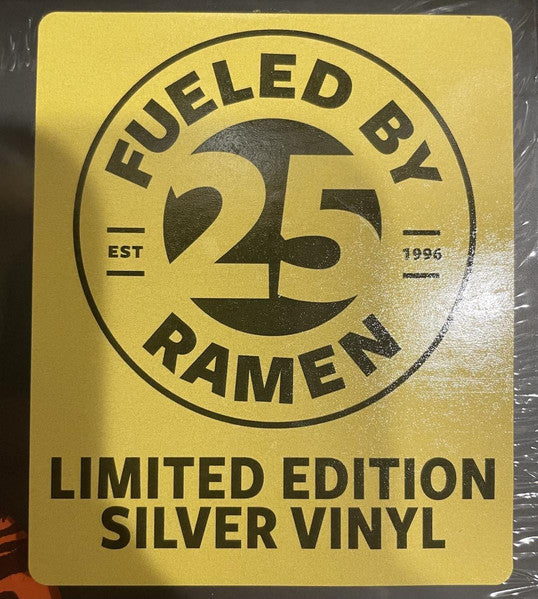 FUELED BY
25
EST
1996
RAMEN
LIMITED EDITION
SILVER VINYL